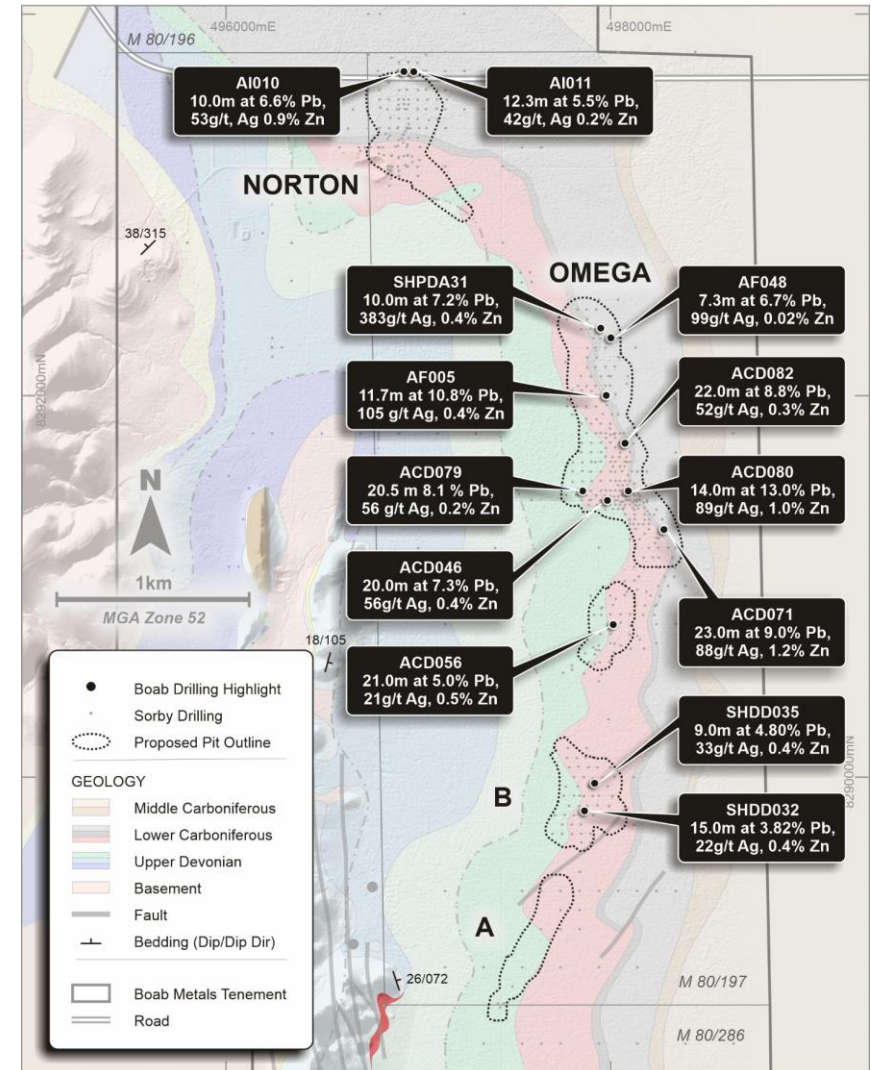 496000mE
498000mE
M 80/196
AI010
10.0m at 6.6% Pb,
53g/t, Ag 0.9% Zn
AI011
12.3m at 5.5% Pb,
42g/t, Ag 0.2% Zn
NORTON
38/315
OMEGA
SHPDA31
10.0m at 7.2% Pb,
383g/t Ag, 0.4% Zn
AF048
7.3m at 6.7% Pb,
99g/t Ag, 0.02% Zn
8292000mN
AF005
11.7m at 10.8% Pb,
105 g/t Ag, 0.4% Zn
ACD082
22.0m at 8.8% Pb,
52g/t Ag, 0.3% Zn
N
ACD079
20.5 m 8.1 % Pb,
56 g/t Ag, 0.2% Zn
ACD080
14.0m at 13.0% Pb,
89g/t Ag, 1.0% Zn
1km
MGA Zone 52
ACD046
20.0m at 7.3% Pb,
56g/t Ag, 0.4% Zn
ACD071
23.0m at 9.0% Pb,
88g/t Ag, 1.2% Zn
18/105
ACD056
21.0m at 5.0% Pb,
21g/t Ag, 0.5% Zn
SHDD035
9.0m at 4.80% Pb,
33g/t Ag, 0.4% Zn
8290000mN
B
SHDD032
15.0m at 3.82% Pb,
22g/t Ag, 0.4% Zn
A
26/072
M 80/197
M 80/286
Boab Drilling Highlight
Sorby Drilling
Proposed Pit Outline
GEOLOGY
Middle Carboniferous
Lower Carboniferous
Upper Devonian
Basement
Fault
Bedding (Dip/Dip Dir)
Boab Metals Tenement
Road